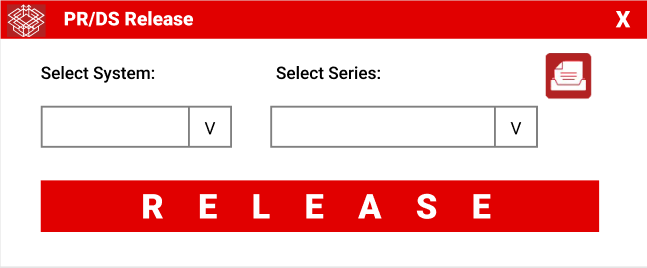 PR/DS Release X
Select System: Select Series:
V V
R E L E A S E